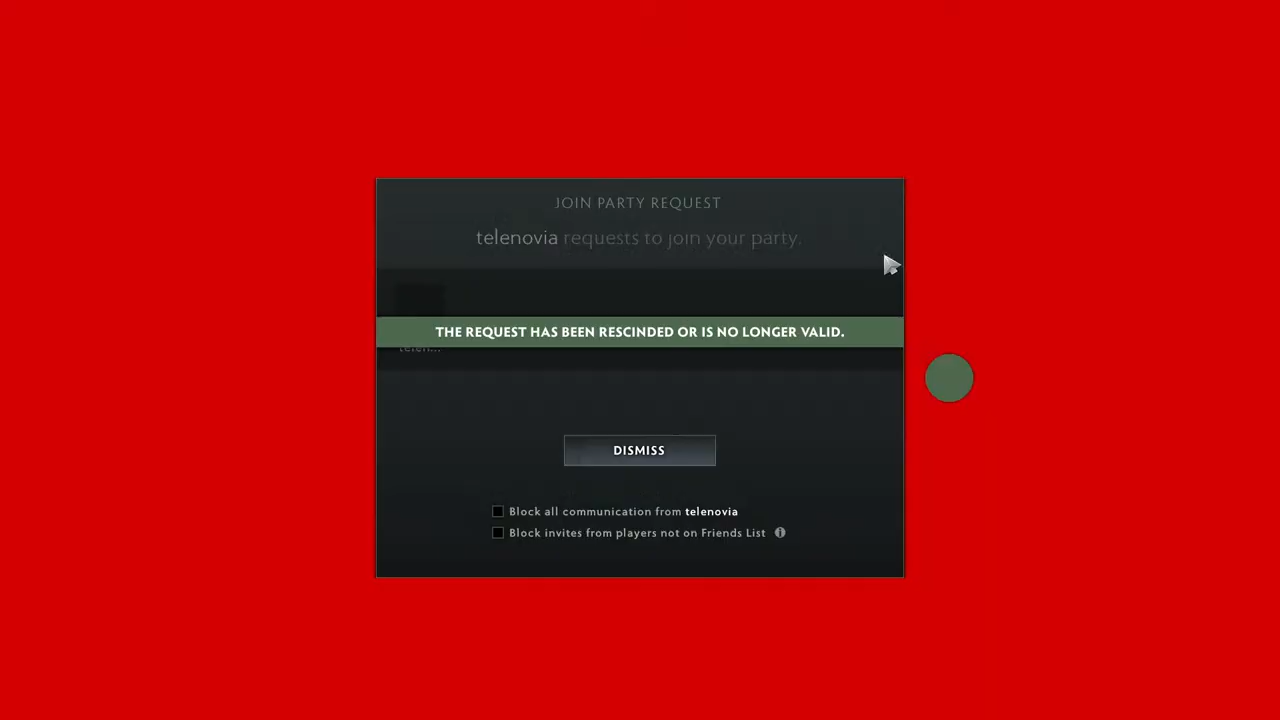 JOIN PARTY REQUEST
telenovia requests to join your party.
THE REQUEST HAS BEEN RESCINDED OR IS NO LONGER VALID.
telen...
DISMISS
Block all communication from telenovia
Block invites from players not on Friends List